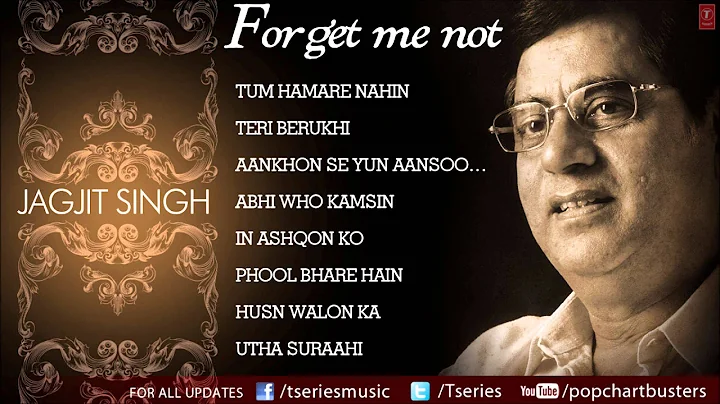 Forget me not
T
JAGJIT SINGH
TUM HAMARE NAHIN
TERI BERUKHI
AANKHON SE YUN AANSOO...
ABHI WHO KAMSIN
IN ASHQON KO
PHOOL BHARE HAIN
HUSN WALON KA
UTHA SURAAHI
FOR ALL UPDATES f /tseriesmusic t /Tseries YouTube /popchartbusters